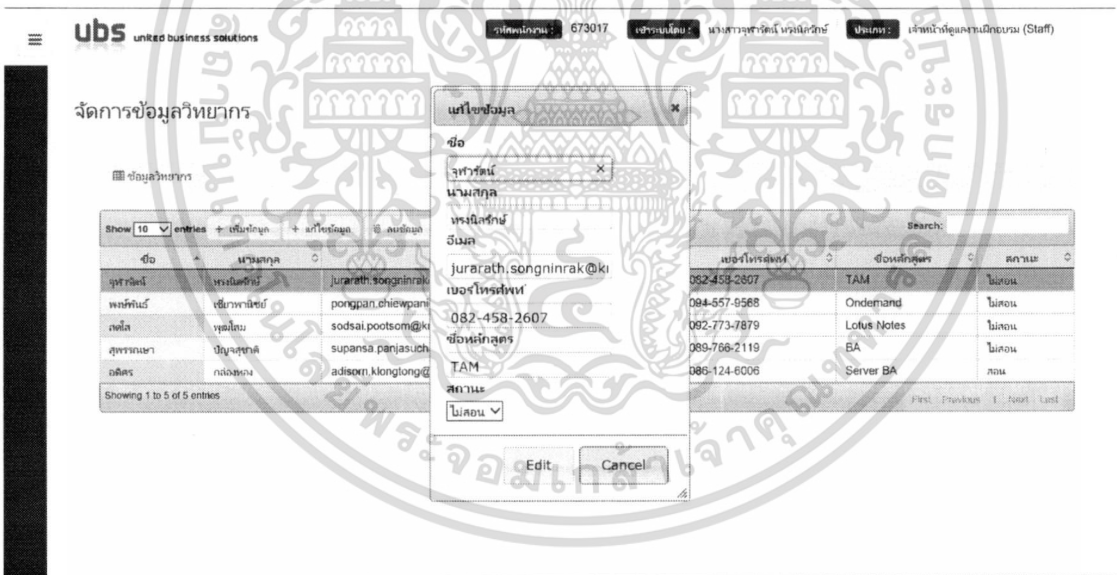 ≡ ubs united business solutions รหัสพนักงาน : 673017 เข้าระบบโดย : นางสาวจุฬารัตน์ ทรงนิลรักษ์ ประเภท : เจ้าหน้าที่ดูแลงานฝึกอบรม (Staff)
จัดการข้อมูลวิทยากร
ข้อมูลวิทยากร
Show 10 entries + เพิ่มข้อมูล + แก้ไขข้อมูล ลบข้อมูล Search:
ชื่อ นามสกุล เบอร์โทรศัพท์ ชื่อหลักสูตร สถานะ
จุฬารัตน์ ทรงนิลรักษ์ jurarath.songninrak 082-458-2607 TAM ไม่สอน
พงษ์พันธ์ เชียวพานิชย์ pongpan.chiewpani 094-557-9568 Ondemand ไม่สอน
สดใส พุฒโสม sodsai.pootsom@kr 092-773-7879 Lotus Notes ไม่สอน
สุพรรณษา ปัญจสุชาติ supansa.panjasuch 089-766-2119 BA ไม่สอน
อดิศร กล่องทอง adisorn.klongtong@ 086-124-6006 Server BA สอน
Showing 1 to 5 of 5 entries First Previous 1 Next Last
แก้ไขข้อมูล ×
ชื่อ
จุฬารัตน์ ×
นามสกุล
ทรงนิลรักษ์
อีเมล
jurarath.songninrak@ki
เบอร์โทรศัพท์
082-458-2607
ชื่อหลักสูตร
TAM
สถานะ
ไม่สอน
Edit Cancel